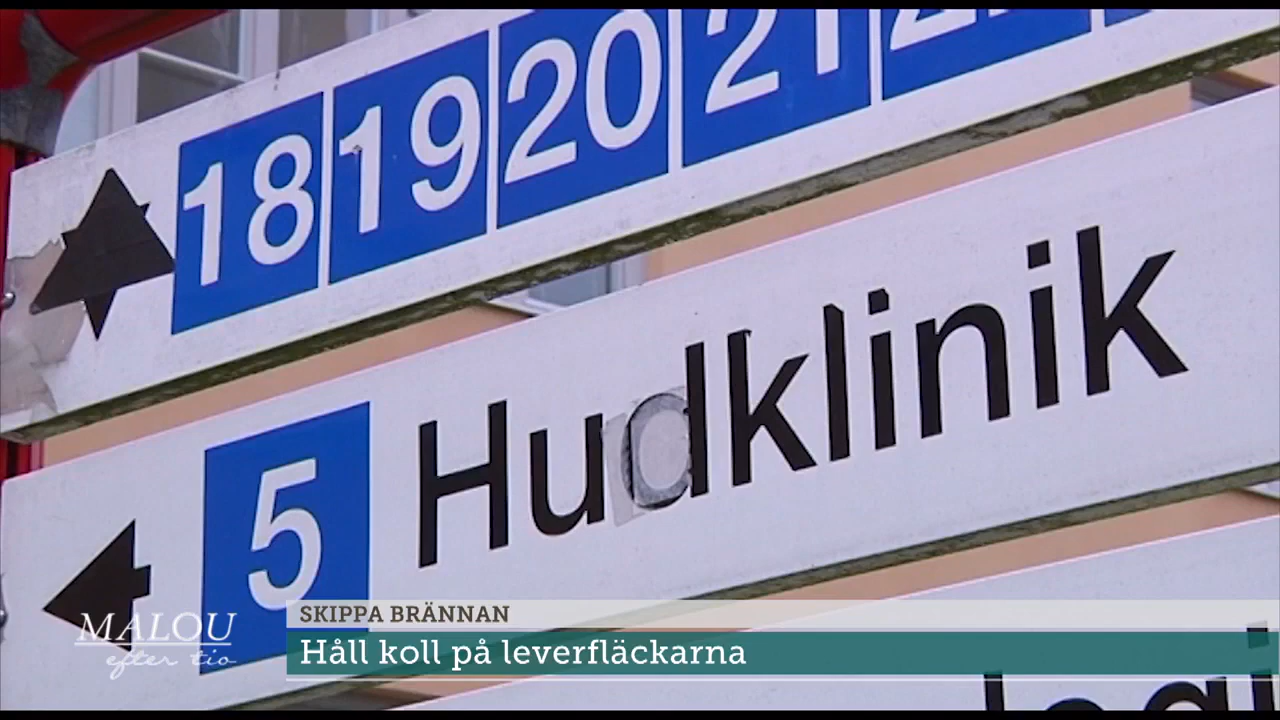 18 19 20 21
5 Hudklinik
SKIPPA BRÄNNAN
Håll koll på leverfläckarna
MALOU
efter tio